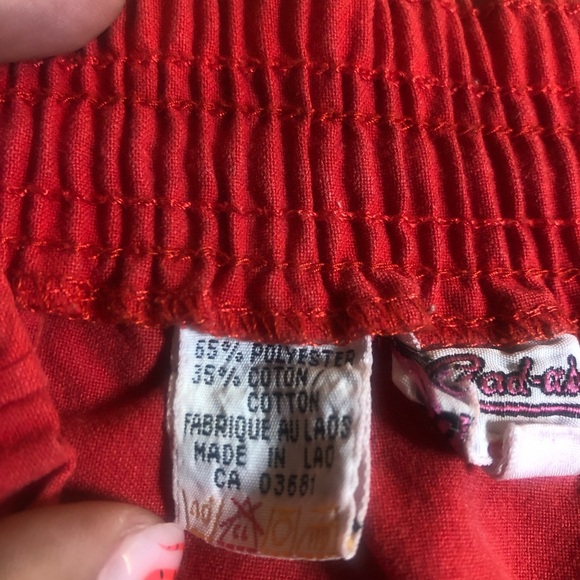 65% POLYESTER
35% COTON
COTTON
FABRIQUE AU LAOS
MADE IN LAO
CA 03681